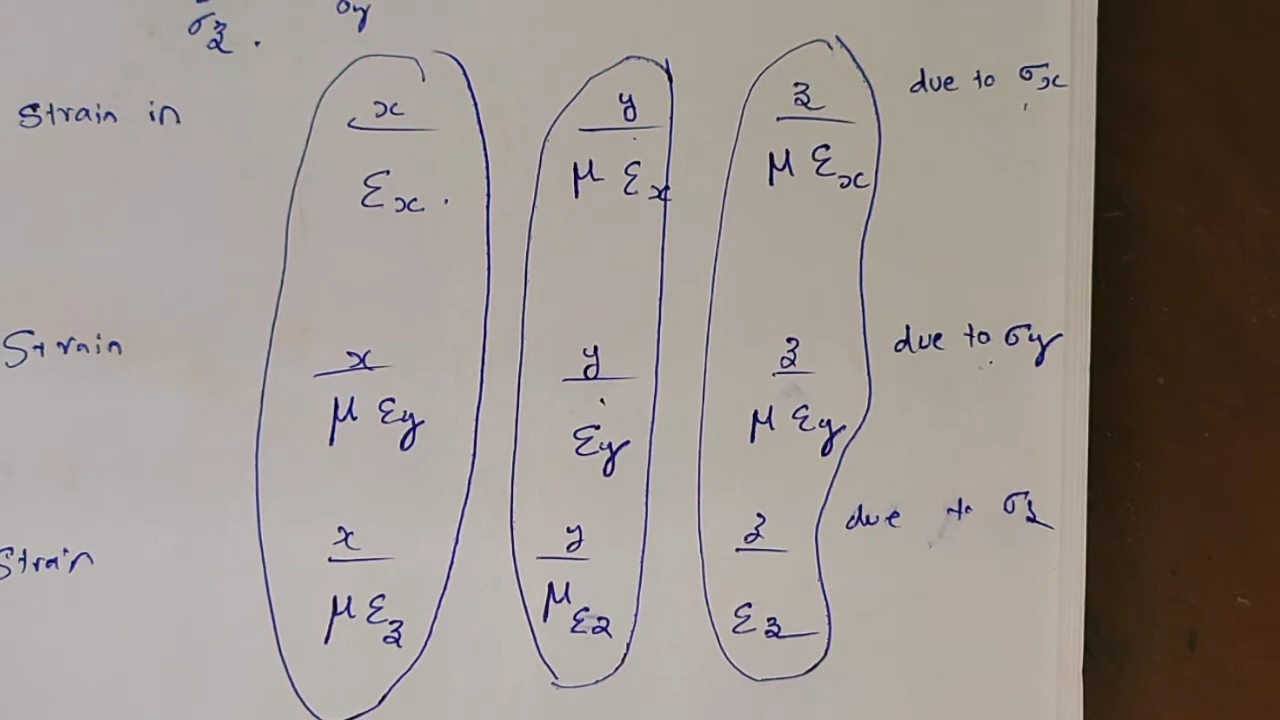 σz. σy
Strain in x y z due to σx
εx. μ εx μ εx
Strain x y z due to σy
μ εy εy μ εy
Strain x y z due to σz
μ εz μ εz εz